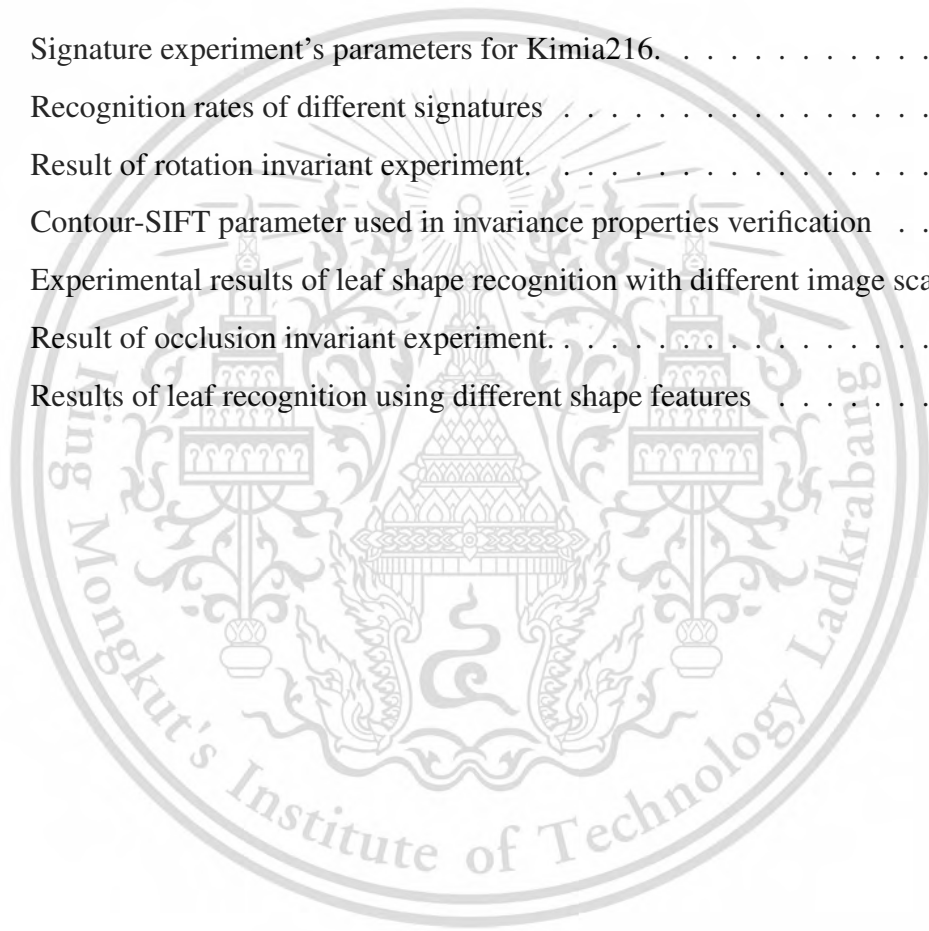 Signature experiment's parameters for Kimia216. . . . . . . . . . . .
Recognition rates of different signatures . . . . . . . . . . . . . . .
Result of rotation invariant experiment. . . . . . . . . . . . . . . .
Contour-SIFT parameter used in invariance properties verification . .
Experimental results of leaf shape recognition with different image sca
Result of occlusion invariant experiment. . . . . . . . . . . . . . .
Results of leaf recognition using different shape features . . . . . . .
King Mongkut's Institute of Technology Ladkrabang